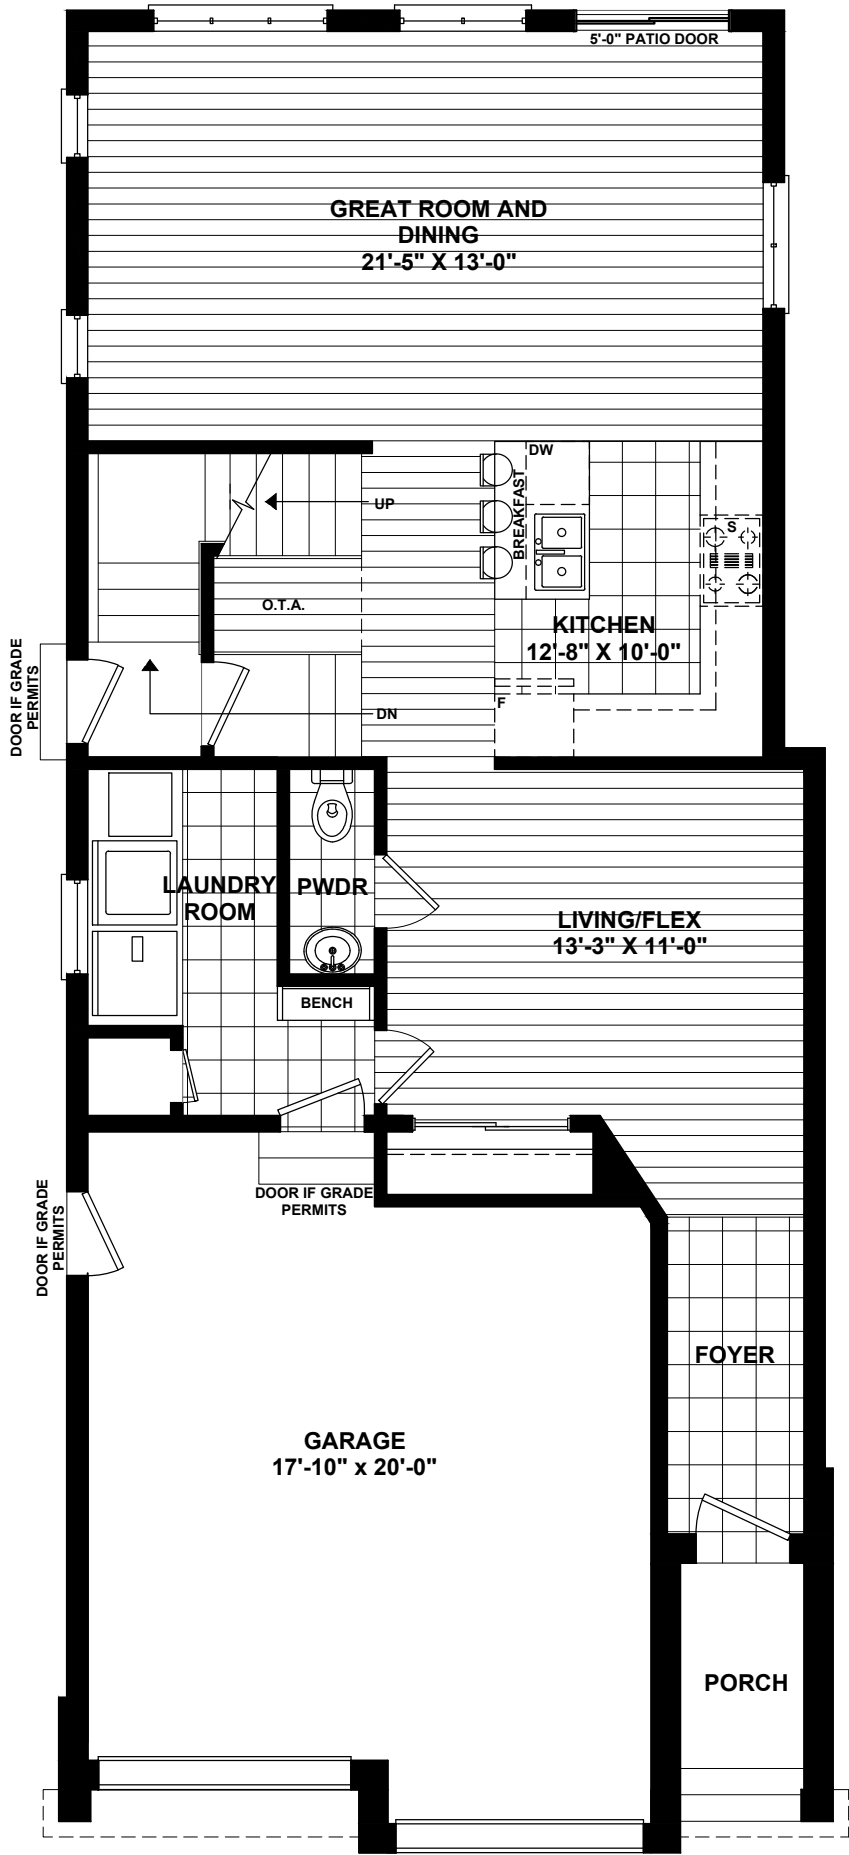 5'-0" PATIO DOOR
GREAT ROOM AND
DINING
21'-5" X 13'-0"
DW
UP
BREAKFAST
S
O.T.A.
KITCHEN
12'-8" X 10'-0"
DOOR IF GRADE
PERMITS
F
DN
LAUNDRY
ROOM
PWDR
LIVING/FLEX
13'-3" X 11'-0"
BENCH
DOOR IF GRADE
PERMITS
DOOR IF GRADE
PERMITS
FOYER
GARAGE
17'-10" x 20'-0"
PORCH